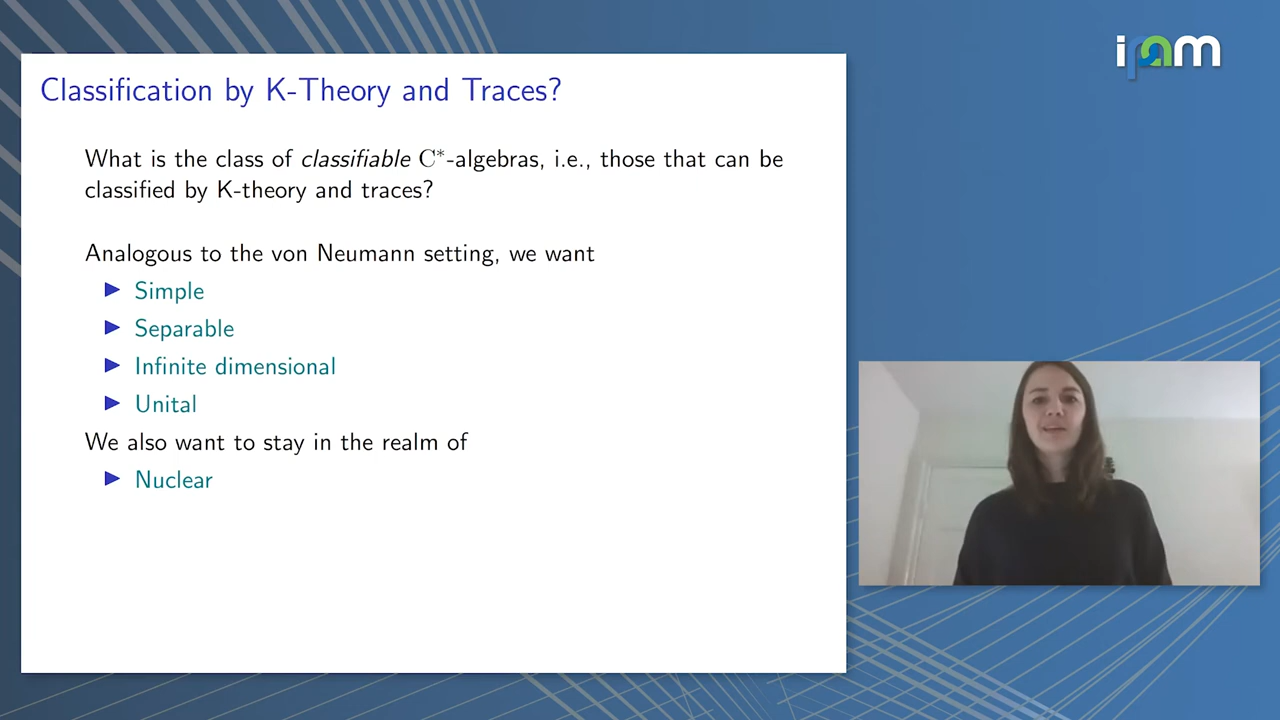 ipam
Classification by K-Theory and Traces?
What is the class of classifiable C*-algebras, i.e., those that can be
classified by K-theory and traces?
Analogous to the von Neumann setting, we want
▶ Simple
▶ Separable
▶ Infinite dimensional
▶ Unital
We also want to stay in the realm of
▶ Nuclear